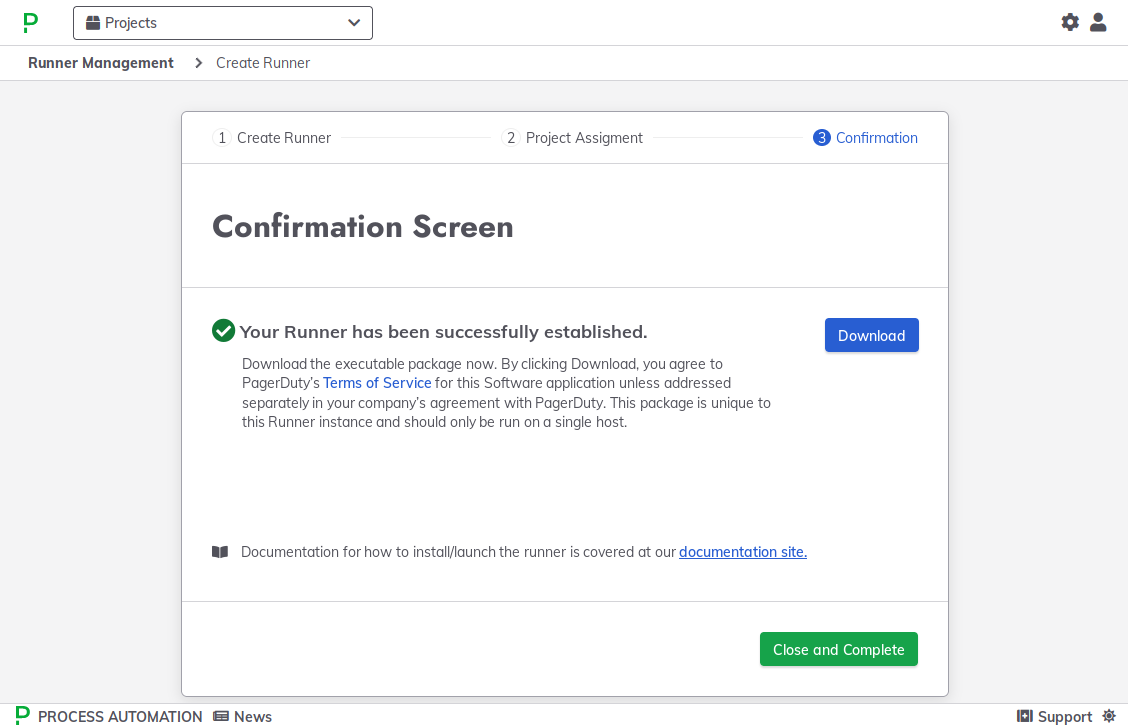 Projects
Runner Management
Create Runner
1 Create Runner
2 Project Assigment
3 Confirmation
Confirmation Screen
Your Runner has been successfully established.
Download
Download the executable package now. By clicking Download, you agree to
PagerDuty's Terms of Service for this Software application unless addressed
separately in your company's agreement with PagerDuty. This package is unique to
this Runner instance and should only be run on a single host.
Documentation for how to install/launch the runner is covered at our documentation site.
Close and Complete
PROCESS AUTOMATION
News
Support